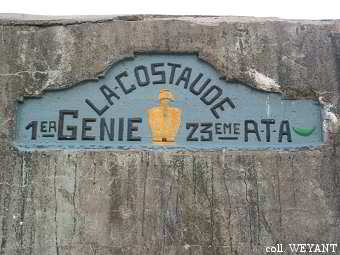 LA-COSTAUDE
1ER GENIE 23EME A-T-A
coll. WEYANT